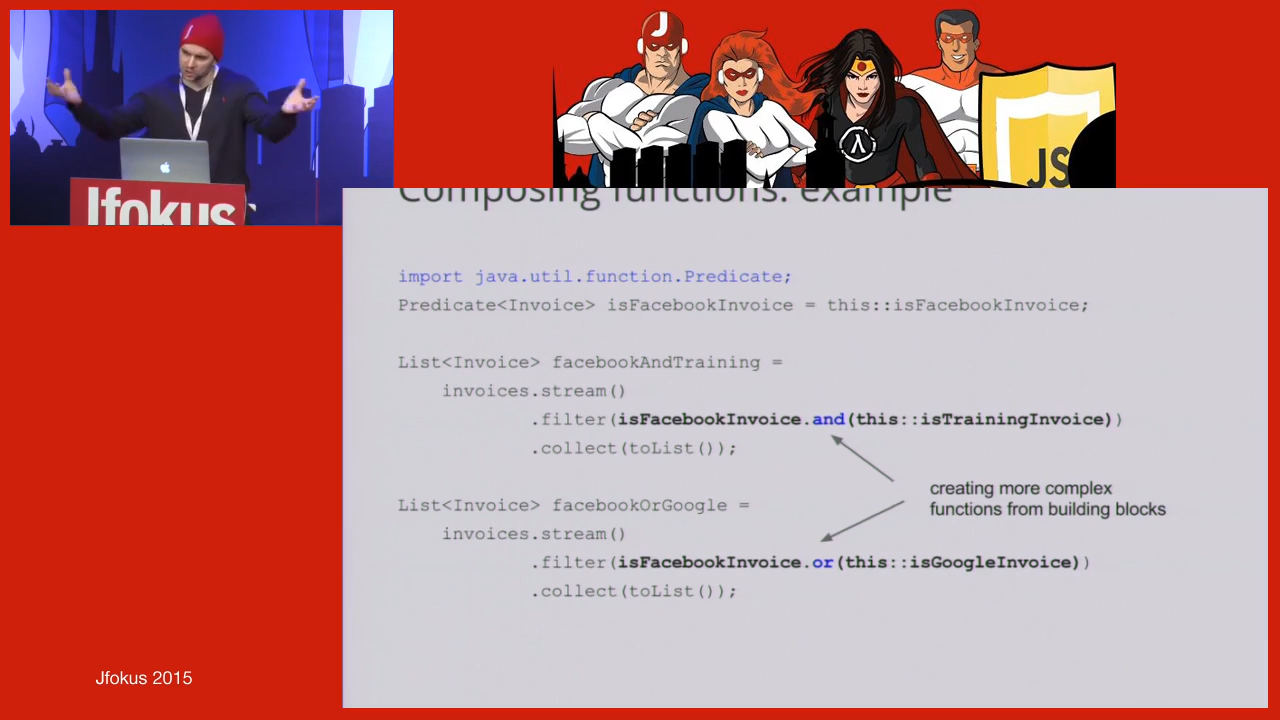 J
Jfokus
JS
Composing functions: example
import java.util.function.Predicate;
Predicate<Invoice> isFacebookInvoice = this::isFacebookInvoice;
List<Invoice> facebookAndTraining =
invoices.stream()
.filter(isFacebookInvoice.and(this::isTrainingInvoice))
.collect(toList());
creating more complex
functions from building blocks
List<Invoice> facebookOrGoogle =
invoices.stream()
.filter(isFacebookInvoice.or(this::isGoogleInvoice))
.collect(toList());
Jfokus 2015